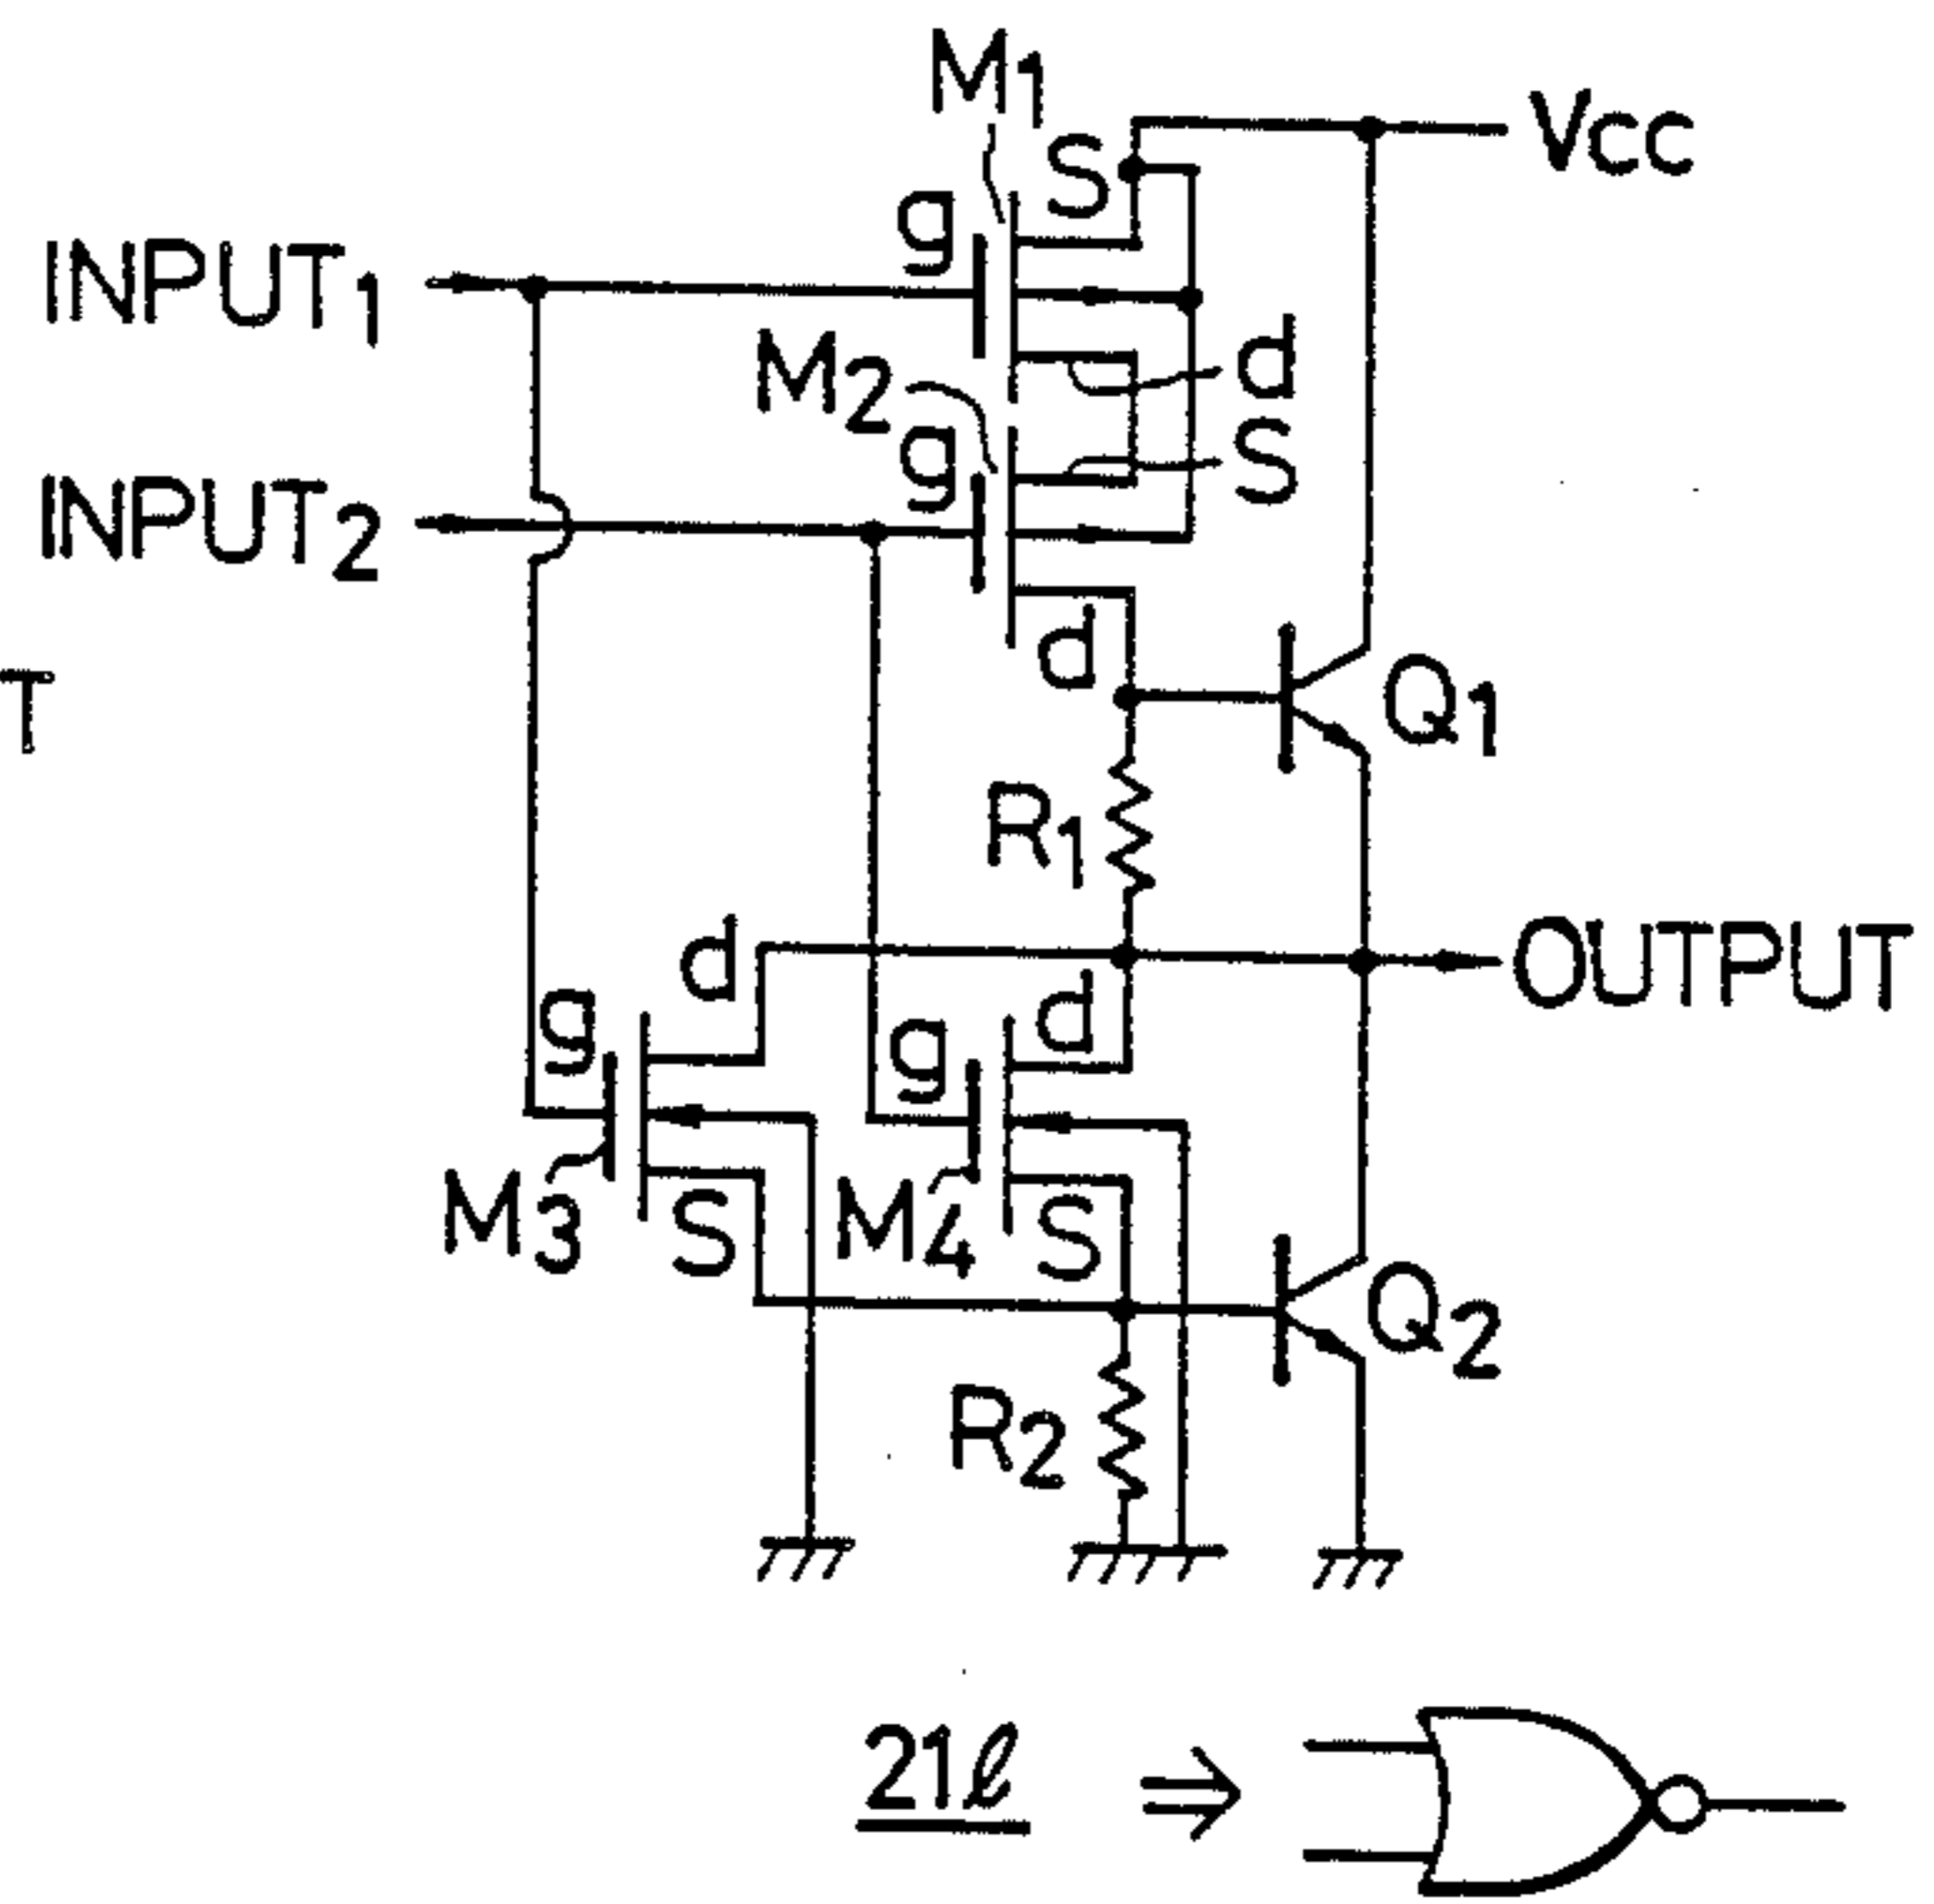 M1
S
Vcc
g
INPUT1
M2
d
g
S
INPUT2
d
T
Q1
R1
OUTPUT
d
g
d
g
M3
S
M4
S
Q2
R2
21ℓ ⇒